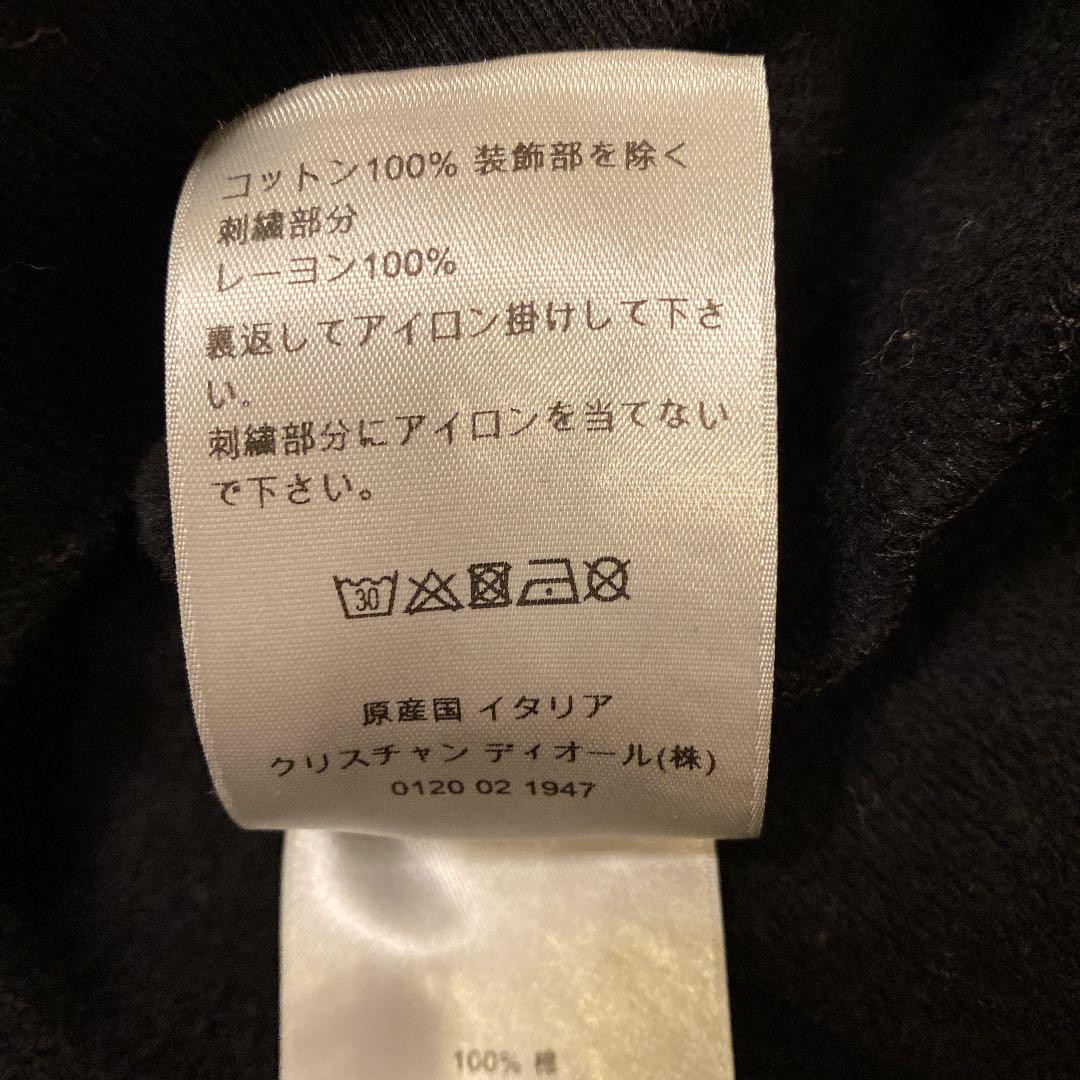 コットン100% 装飾部を除く
刺繍部分
レーヨン100%
裏返してアイロン掛けして下さ
い.
刺繍部分にアイロンを当てない
で下さい。
30
原産国 イタリア
クリスチャン ディオール(株)
0120 02 1947
100% 棉